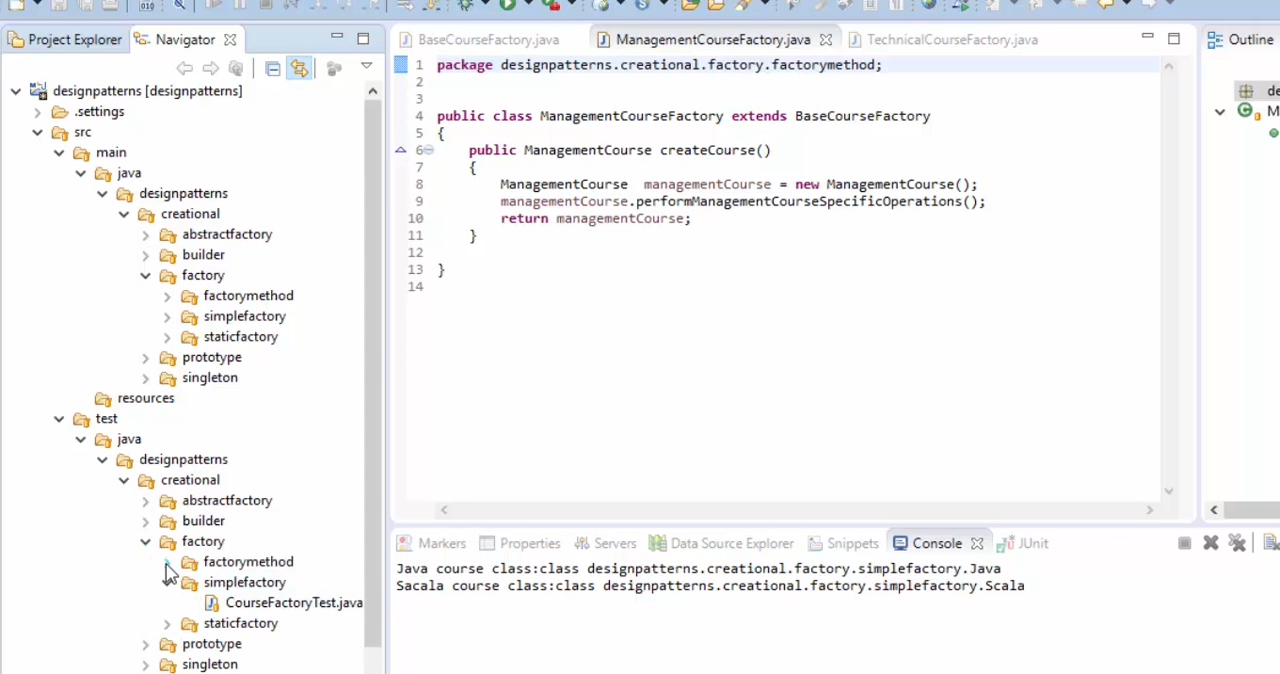 Project Explorer
Navigator
designpatterns [designpatterns]
.settings
src
main
java
designpatterns
creational
abstractfactory
builder
factory
factorymethod
simplefactory
staticfactory
prototype
singleton
resources
test
java
designpatterns
creational
abstractfactory
builder
factory
factorymethod
simplefactory
CourseFactoryTest.java
staticfactory
prototype
singleton
BaseCourseFactory.java
ManagementCourseFactory.java
TechnicalCourseFactory.java
1 package designpatterns.creational.factory.factorymethod;
2
3
4 public class ManagementCourseFactory extends BaseCourseFactory
5 {
6 public ManagementCourse createCourse()
7 {
8 ManagementCourse  managementCourse = new ManagementCourse();
9 managementCourse.performManagementCourseSpecificOperations();
10 return managementCourse;
11 }
12
13 }
14
Outline
de
M
Markers
Properties
Servers
Data Source Explorer
Snippets
Console
JUnit
Java course class:class designpatterns.creational.factory.simplefactory.Java
Sacala course class:class designpatterns.creational.factory.simplefactory.Scala